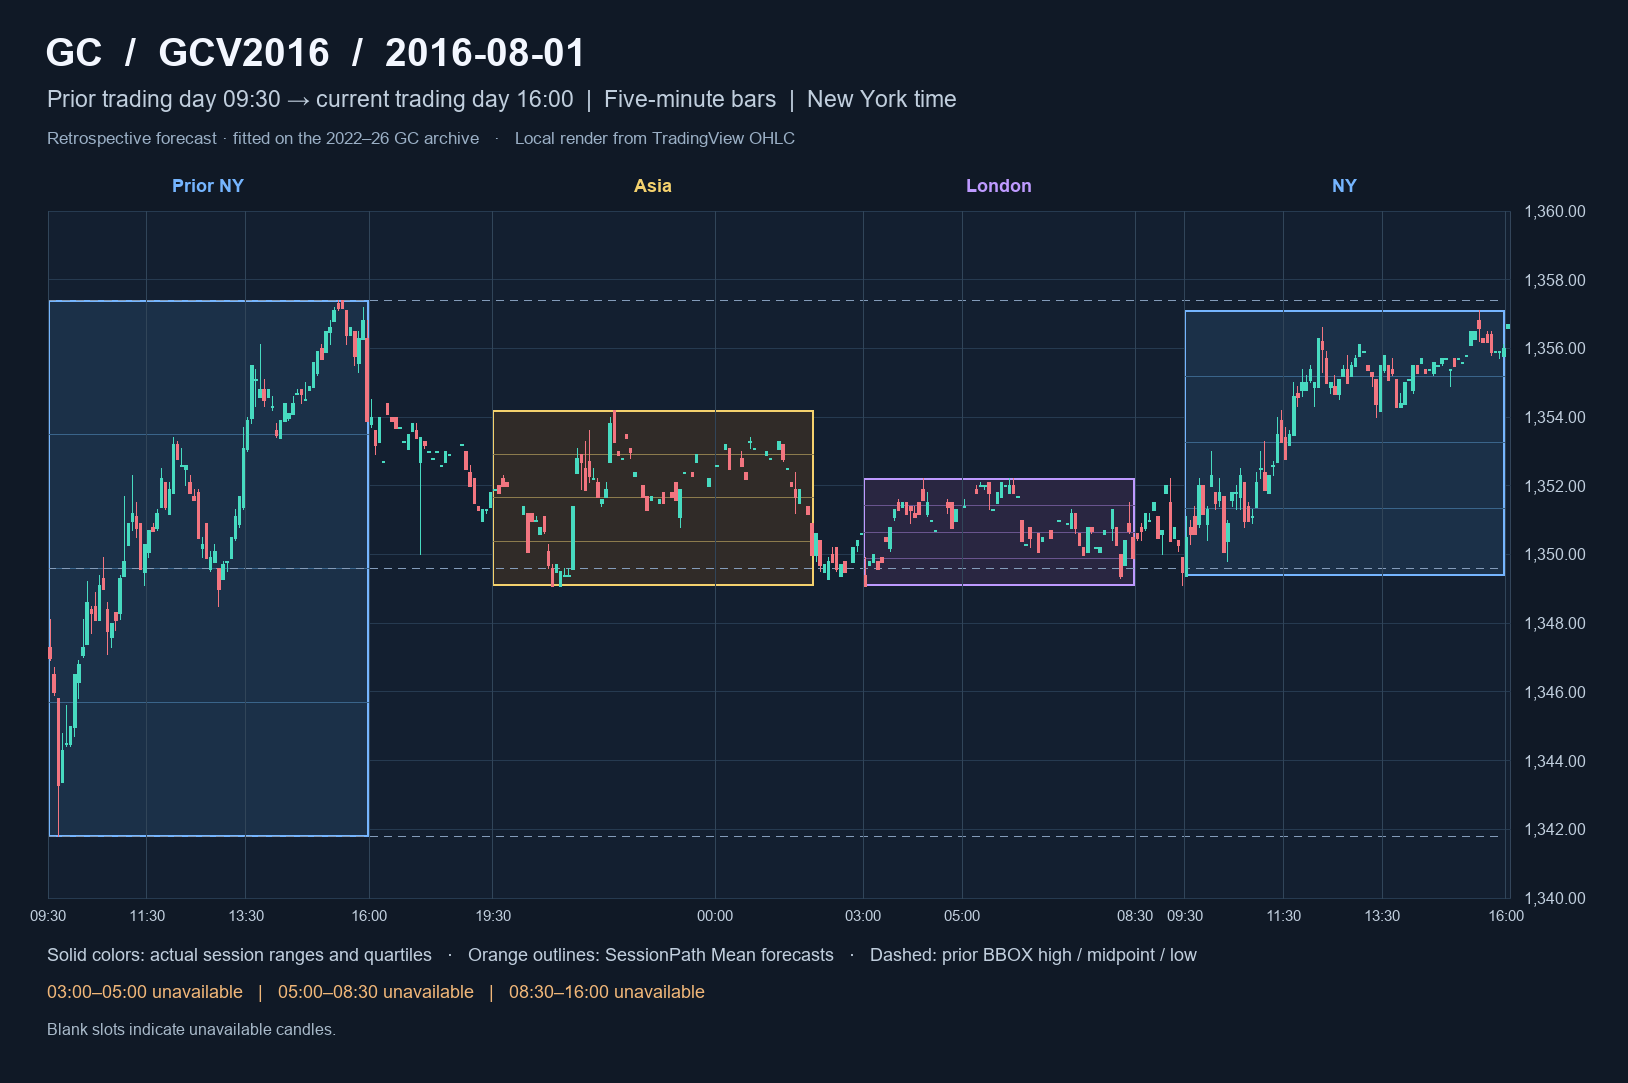 GC / GCV2016 / 2016-08-01
Prior trading day 09:30 → current trading day 16:00 | Five-minute bars | New York time
Retrospective forecast · fitted on the 2022–26 GC archive · Local render from TradingView OHLC
Prior NY Asia London NY
1,360.00
1,358.00
1,356.00
1,354.00
1,352.00
1,350.00
1,348.00
1,346.00
1,344.00
1,342.00
1,340.00
09:30 11:30 13:30 16:00 19:30 00:00 03:00 05:00 08:30 09:30 11:30 13:30 16:00
Solid colors: actual session ranges and quartiles · Orange outlines: SessionPath Mean forecasts · Dashed: prior BBOX high / midpoint / low
03:00–05:00 unavailable | 05:00–08:30 unavailable | 08:30–16:00 unavailable
Blank slots indicate unavailable candles.